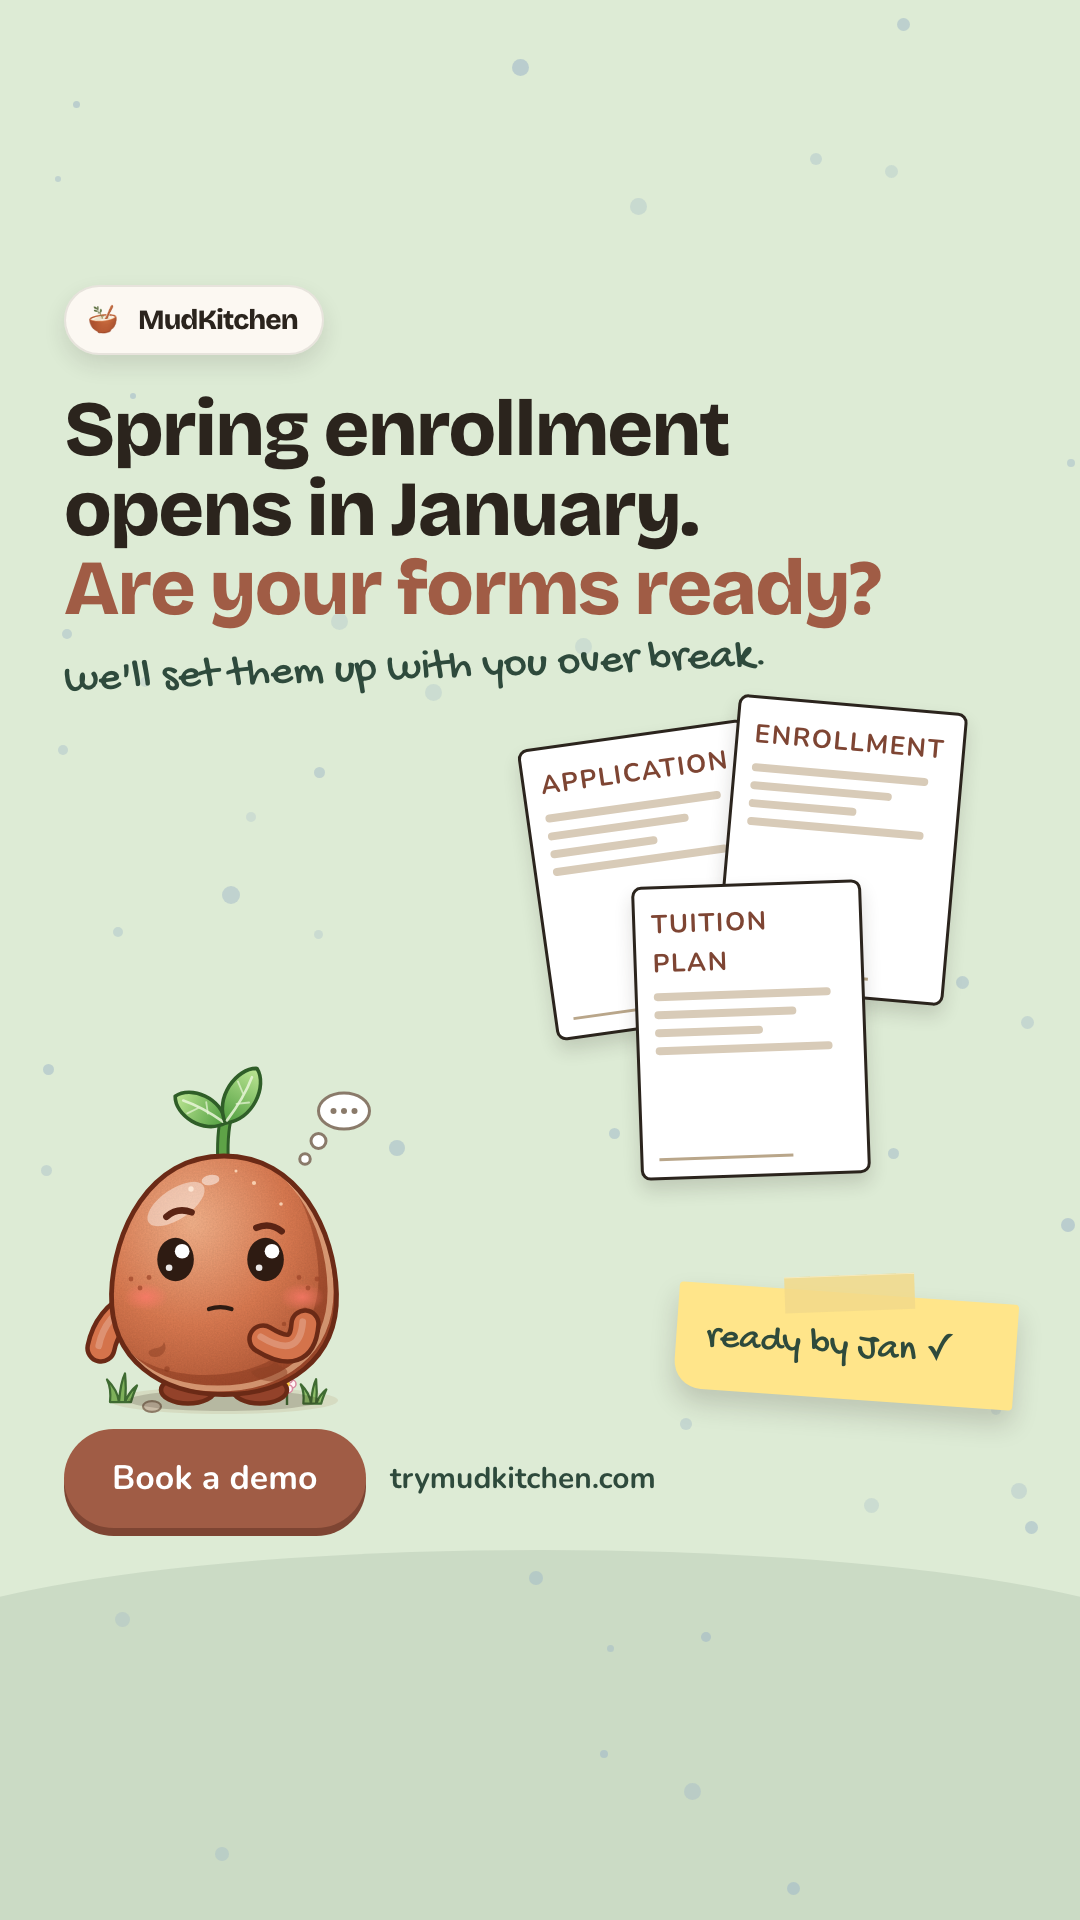 MudKitchen
Spring enrollment
opens in January.
Are your forms ready?
we'll set them up with you over break.
APPLICATION
ENROLLMENT
TUITION
PLAN
ready by Jan ✓
Book a demo
trymudkitchen.com